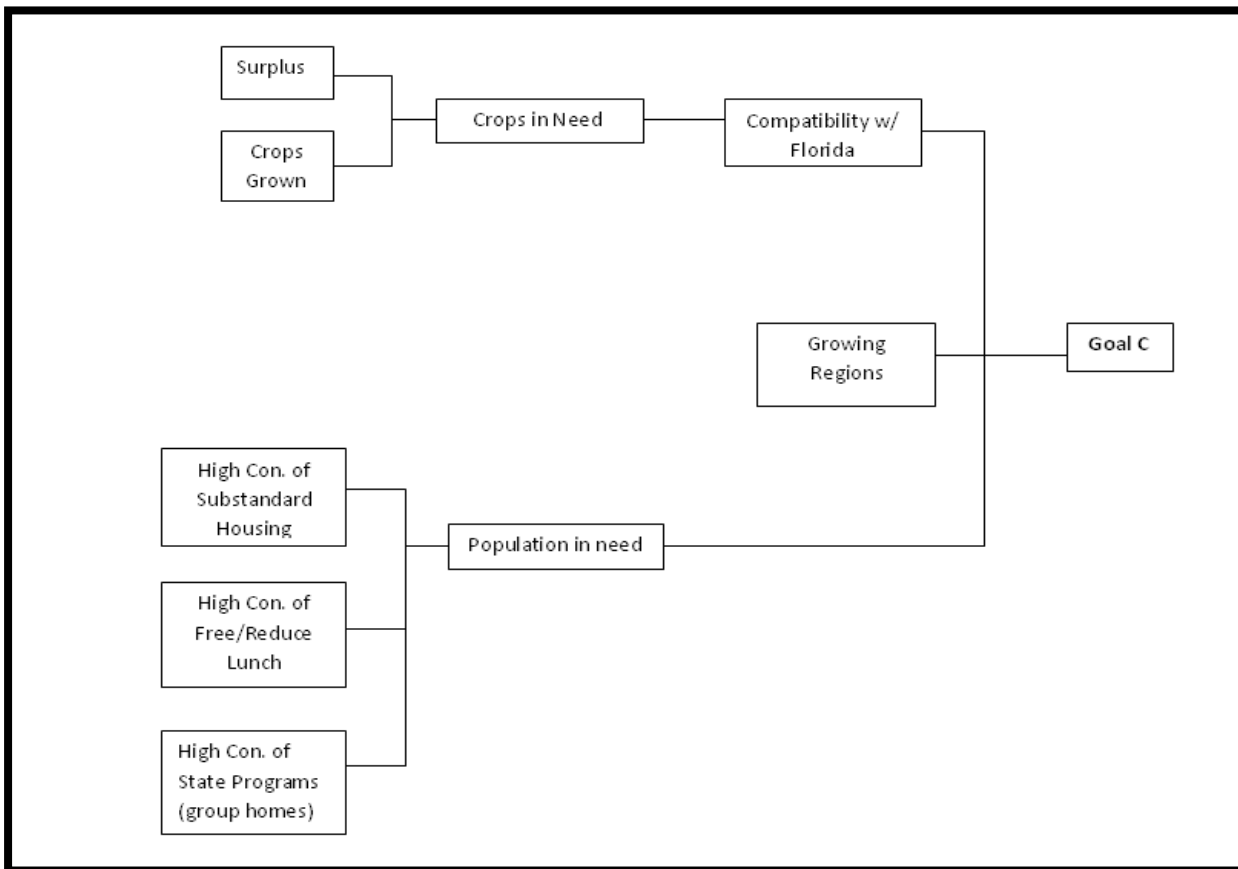 Surplus
Crops
Grown
Crops in Need
Compatibility w/
Florida
Growing
Regions
Goal C
High Con. of
Substandard
Housing
Population in need
High Con. of
Free/Reduce
Lunch
High Con. of
State Programs
(group homes)